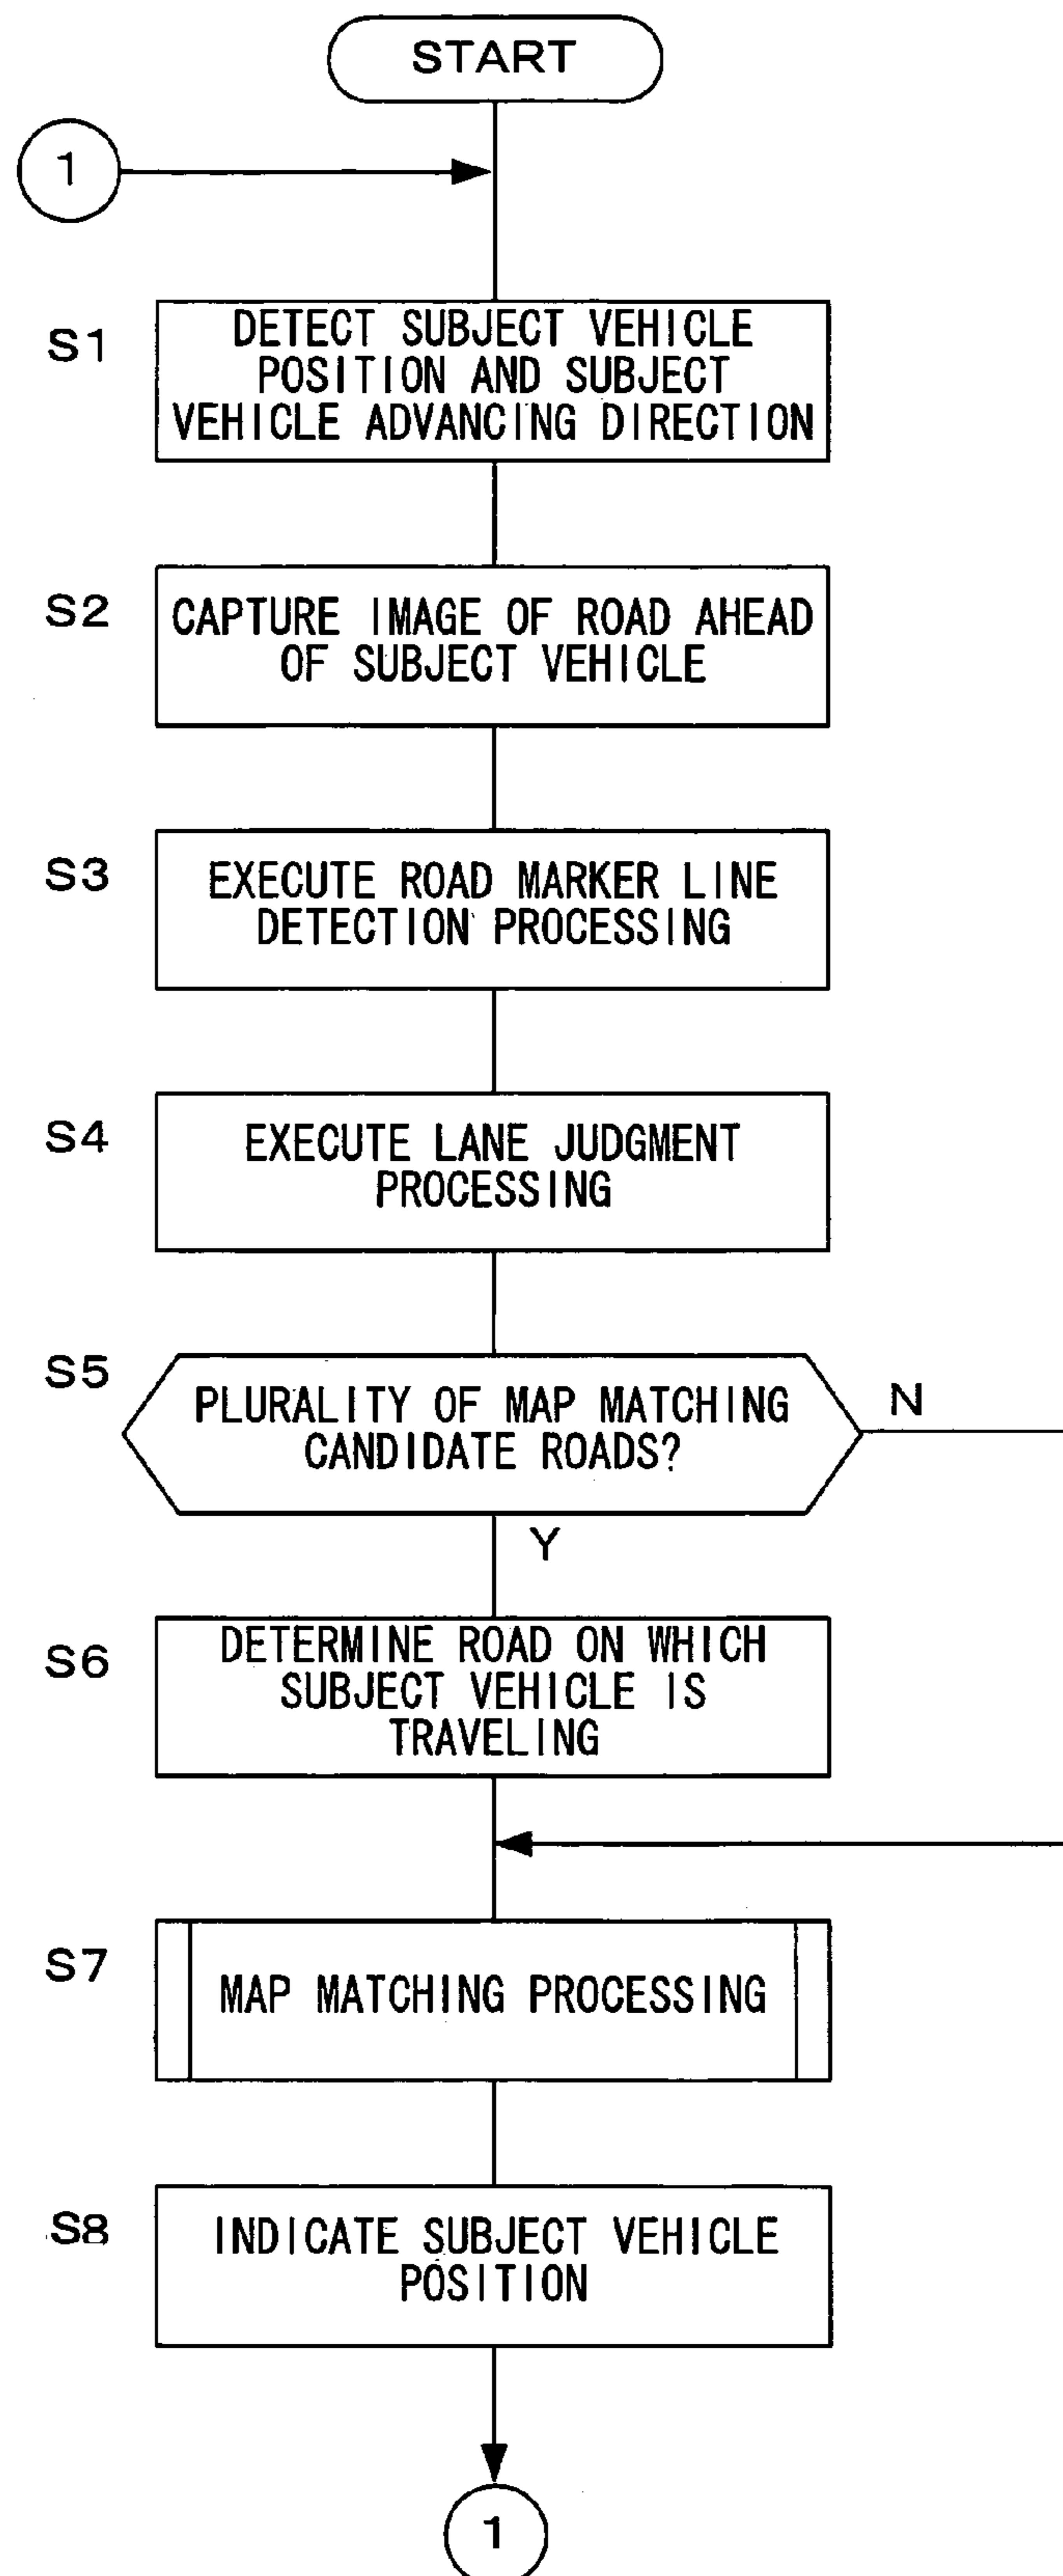 START
1
S1
DETECT SUBJECT VEHICLE
POSITION AND SUBJECT
VEHICLE ADVANCING DIRECTION
S2
CAPTURE IMAGE OF ROAD AHEAD
OF SUBJECT VEHICLE
S3
EXECUTE ROAD MARKER LINE
DETECTION PROCESSING
S4
EXECUTE LANE JUDGMENT
PROCESSING
S5
PLURALITY OF MAP MATCHING
CANDIDATE ROADS?
N
Y
S6
DETERMINE ROAD ON WHICH
SUBJECT VEHICLE IS
TRAVELING
S7
MAP MATCHING PROCESSING
S8
INDICATE SUBJECT VEHICLE
POSITION
1